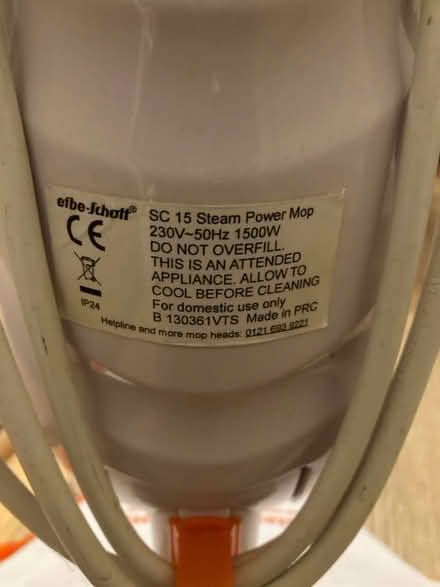 efbe-Schott®
SC 15 Steam Power Mop
230V~50Hz 1500W
DO NOT OVERFILL.
THIS IS AN ATTENDED
APPLIANCE. ALLOW TO
COOL BEFORE CLEANING
For domestic use only
B 130361VTS Made in PRC
CE
IP24
Helpline and more mop heads: 0121 693 9221